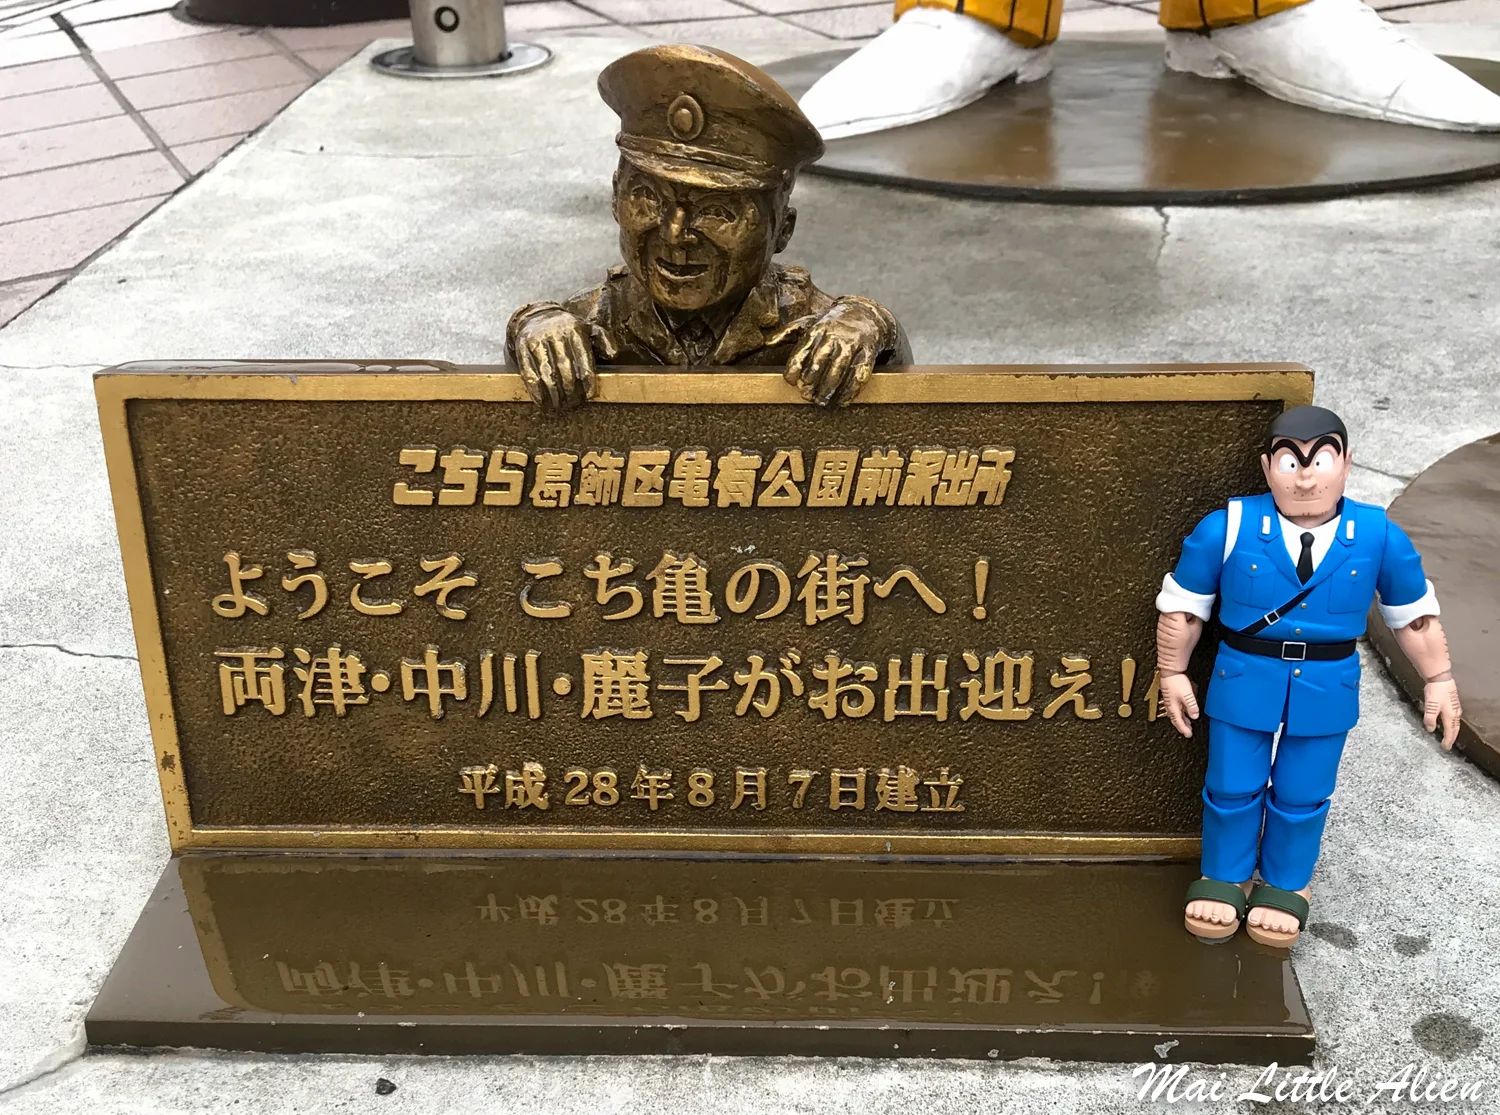 こちら葛飾区亀有公園前派出所
ようこそ こち亀の街へ！
両津・中川・麗子がお出迎え！
平成28年8月7日建立
Mai Little Alien